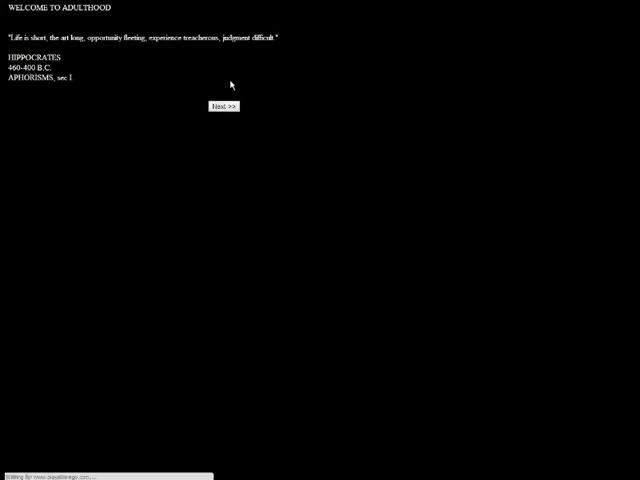 WELCOME TO ADULTHOOD
"Life is short, the art long, opportunity fleeting, experience treacherous, judgment difficult."
HIPPOCRATES
460-400 B.C.
APHORISMS, sec I
Next >>